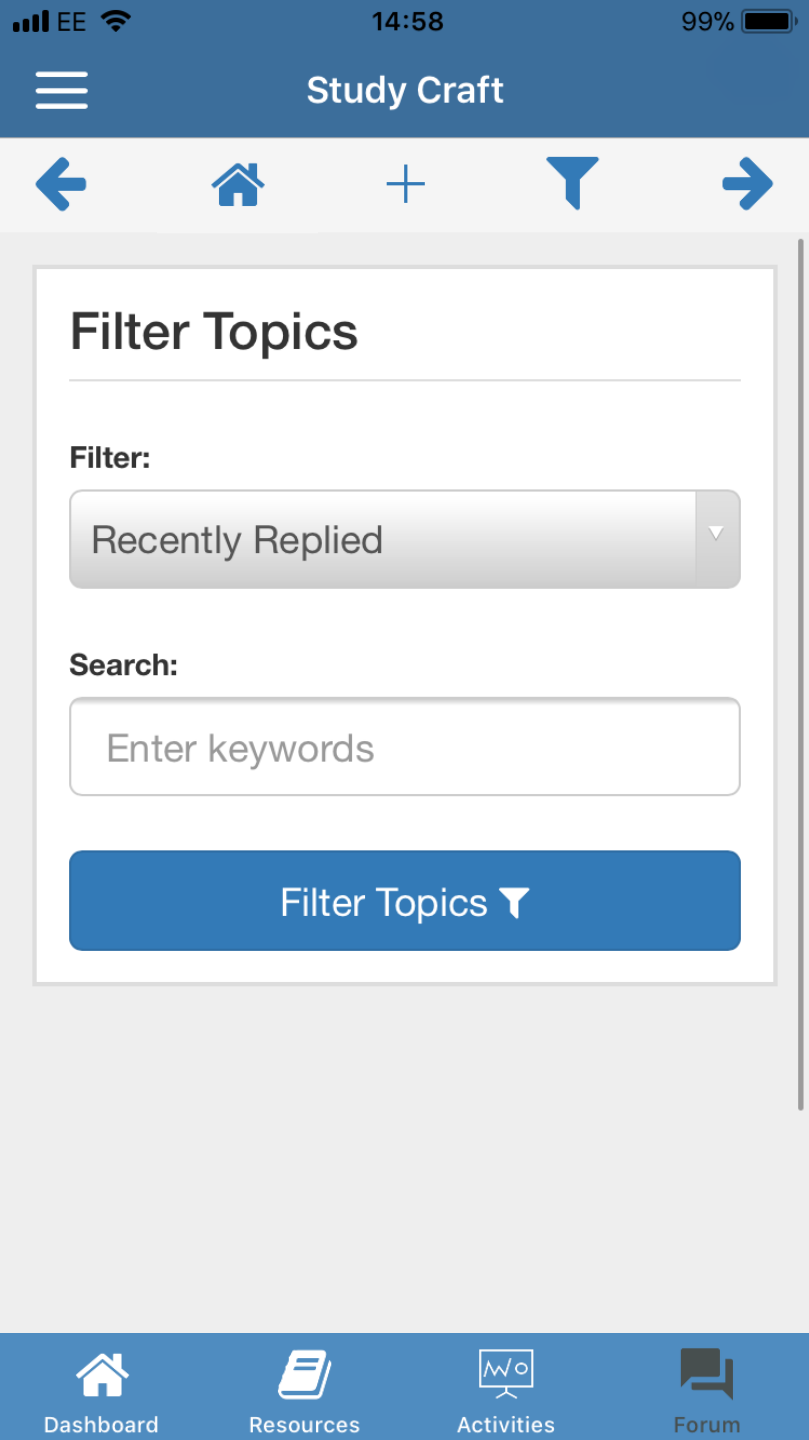 EE 14:58 99%
Study Craft
Filter Topics
Filter:
Recently Replied
Search:
Enter keywords
Filter Topics
Dashboard Resources Activities Forum